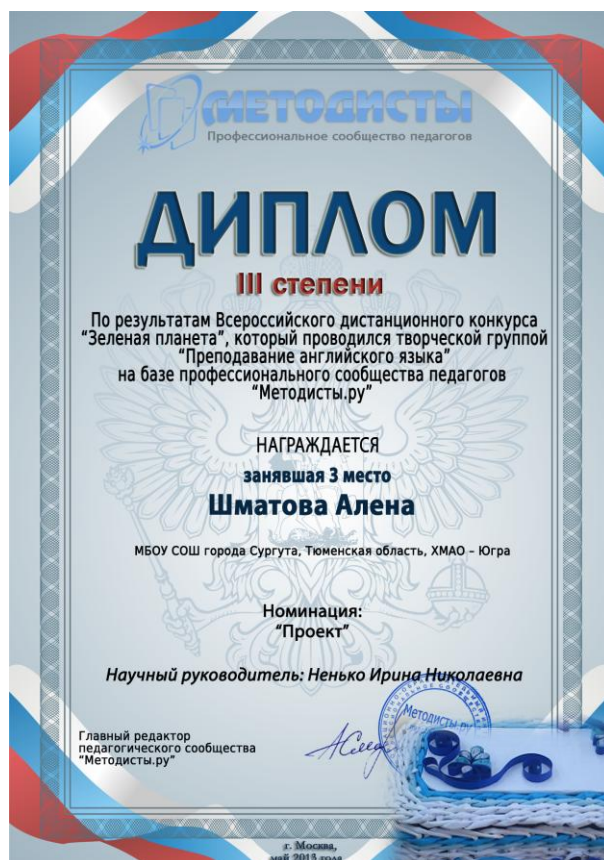 МЕТОДИСТЫ
Профессиональное сообщество педагогов
ДИПЛОМ
III степени
По результатам Всероссийского дистанционного конкурса
“Зеленая планета”, который проводился творческой группой
“Преподавание английского языка”
на базе профессионального сообщества педагогов
“Методисты.ру”
НАГРАЖДАЕТСЯ
занявшая 3 место
Шматова Алена
МБОУ СОШ города Сургута, Тюменская область, ХМАО – Югра
Номинация:
“Проект”
Научный руководитель: Ненько Ирина Николаевна
Методисты.ру
Главный редактор
педагогического сообщества
“Методисты.ру”
г. Москва,
май 2013 года